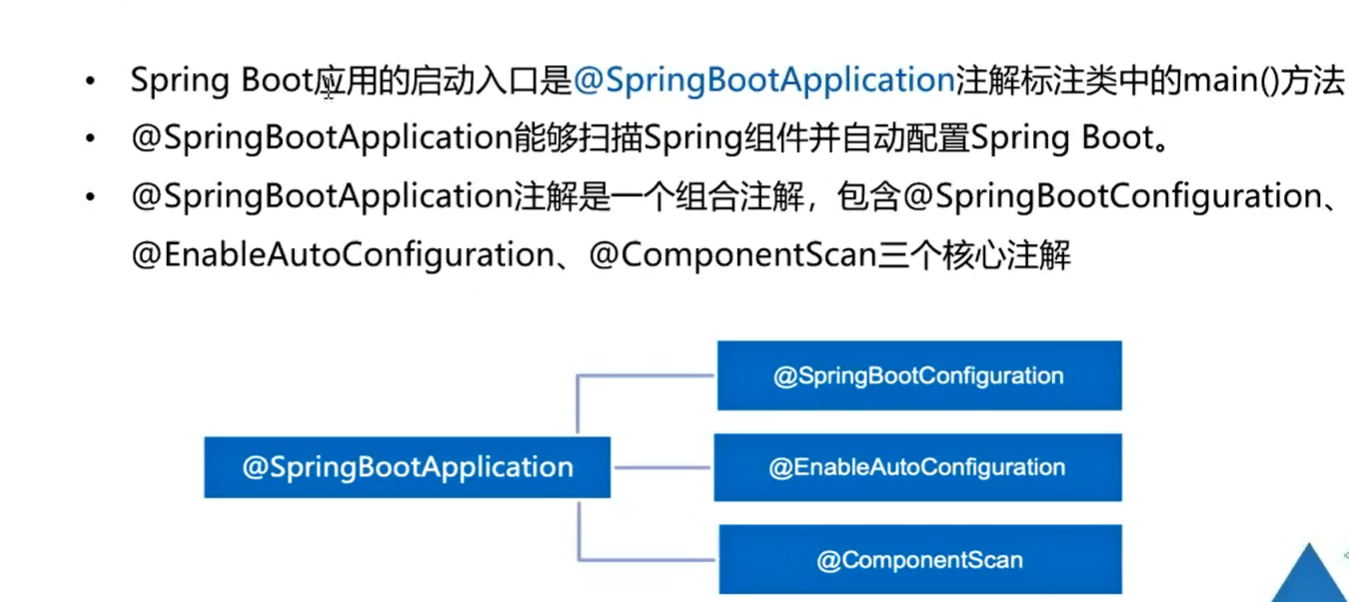 • Spring Boot应用的启动入口是@SpringBootApplication注解标注类中的main()方法
• @SpringBootApplication能够扫描Spring组件并自动配置Spring Boot。
• @SpringBootApplication注解是一个组合注解，包含@SpringBootConfiguration、
@EnableAutoConfiguration、@ComponentScan三个核心注解
@SpringBootConfiguration
@SpringBootApplication
@EnableAutoConfiguration
@ComponentScan